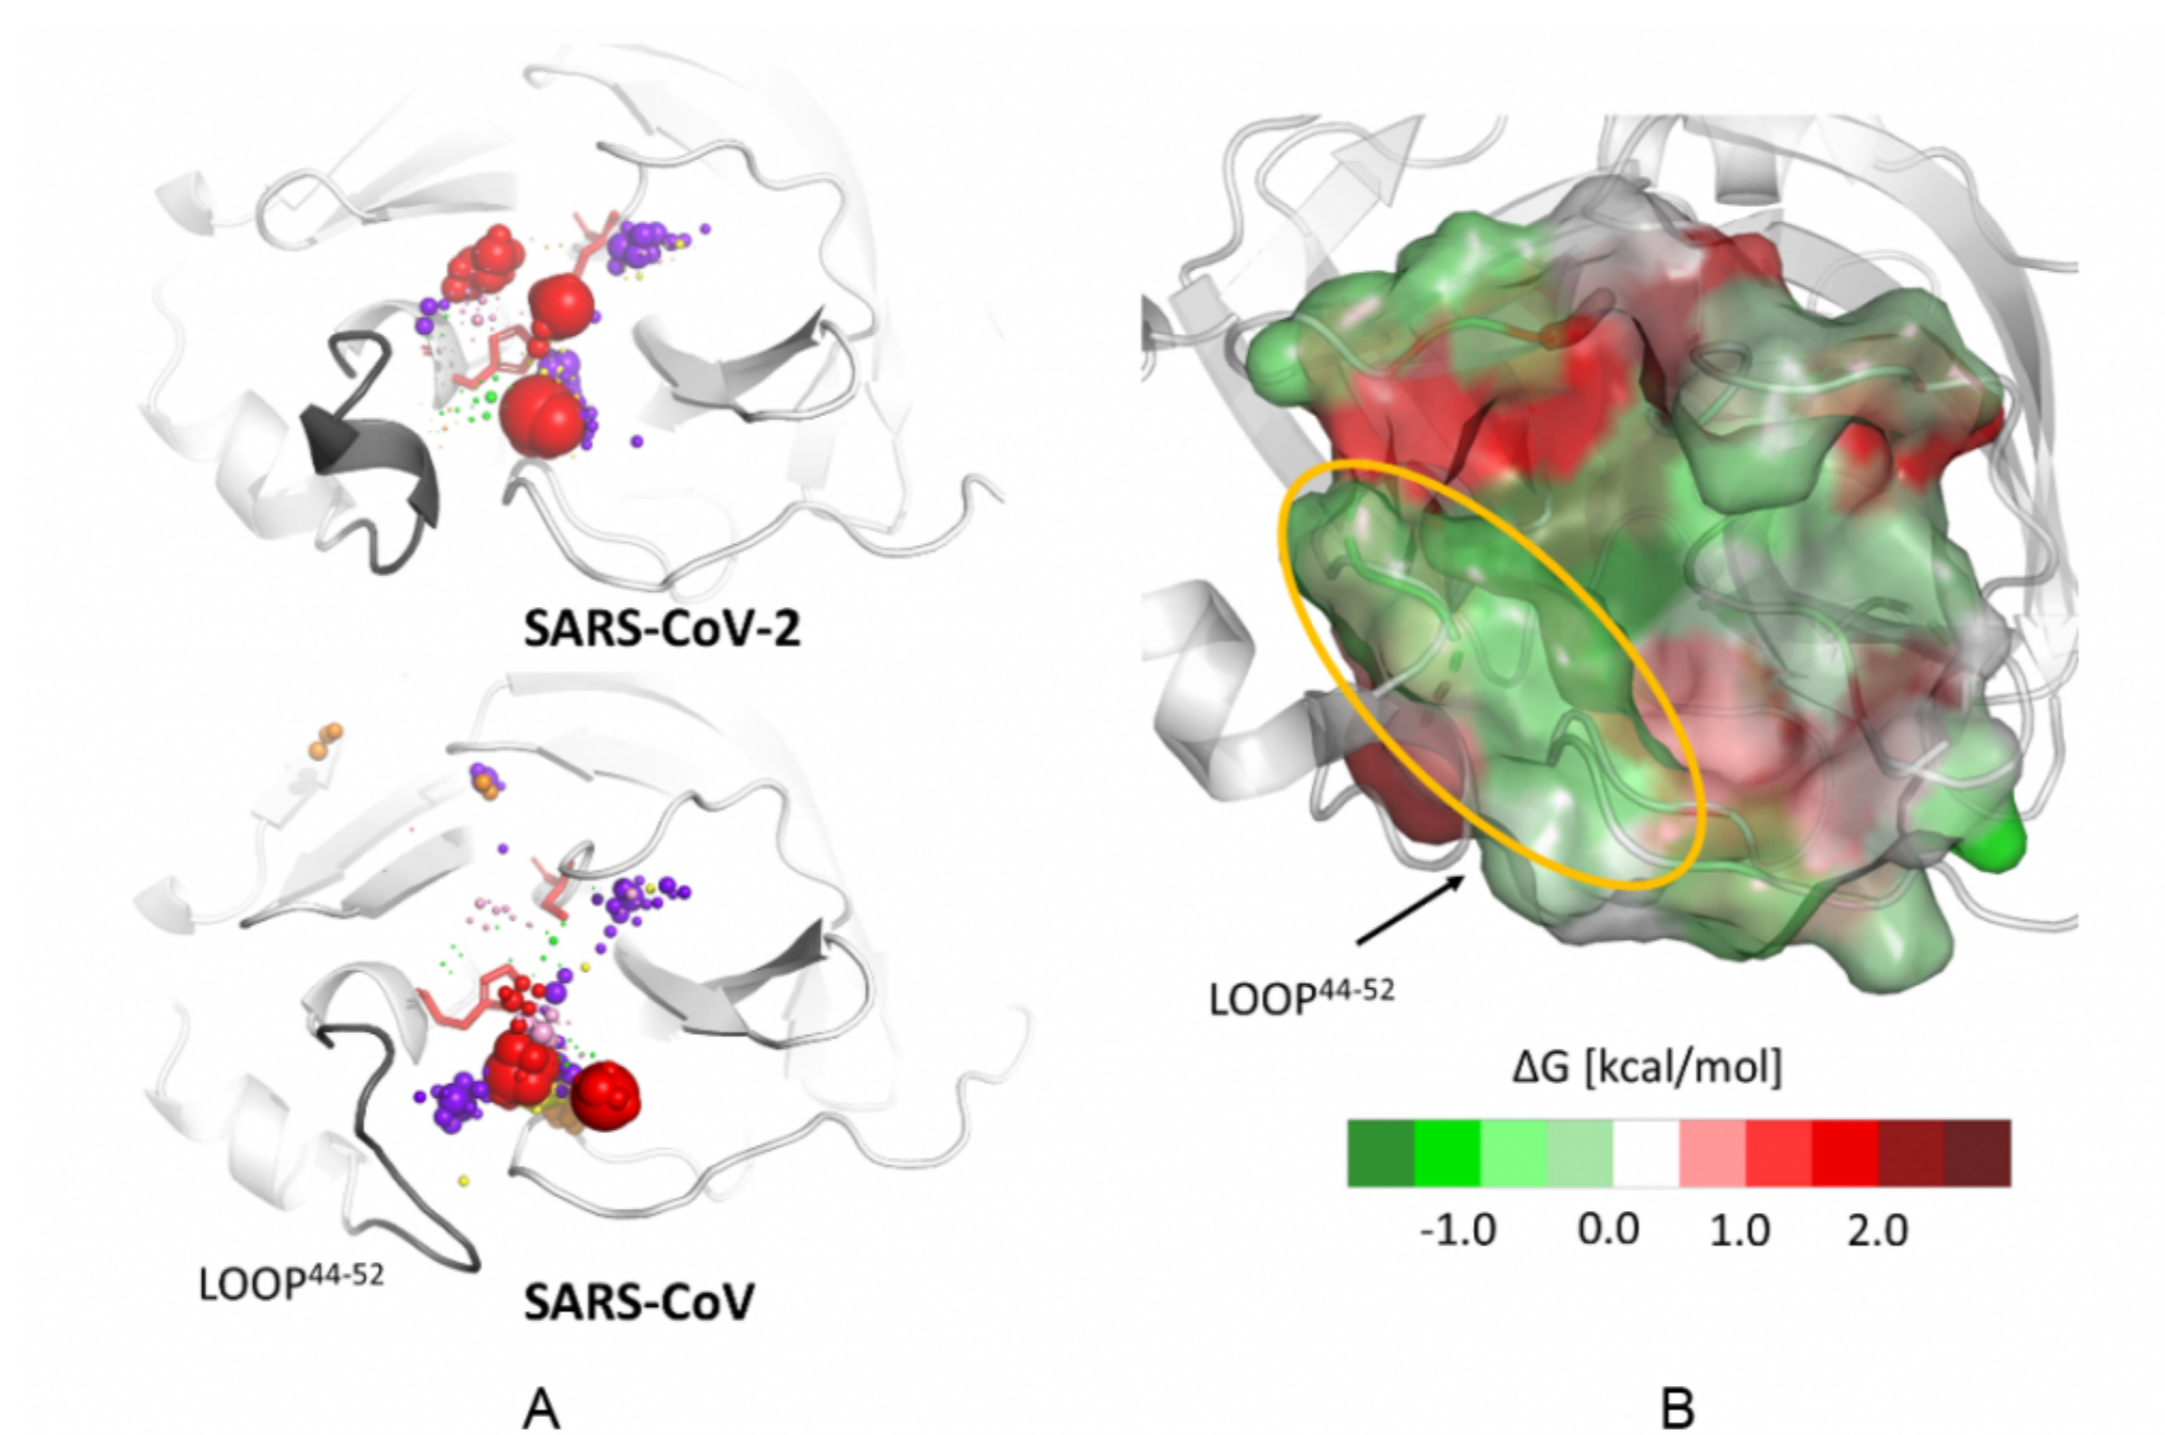 SARS-CoV-2
LOOP44-52
SARS-CoV
A
LOOP44-52
ΔG [kcal/mol]
-1.0 0.0 1.0 2.0
B